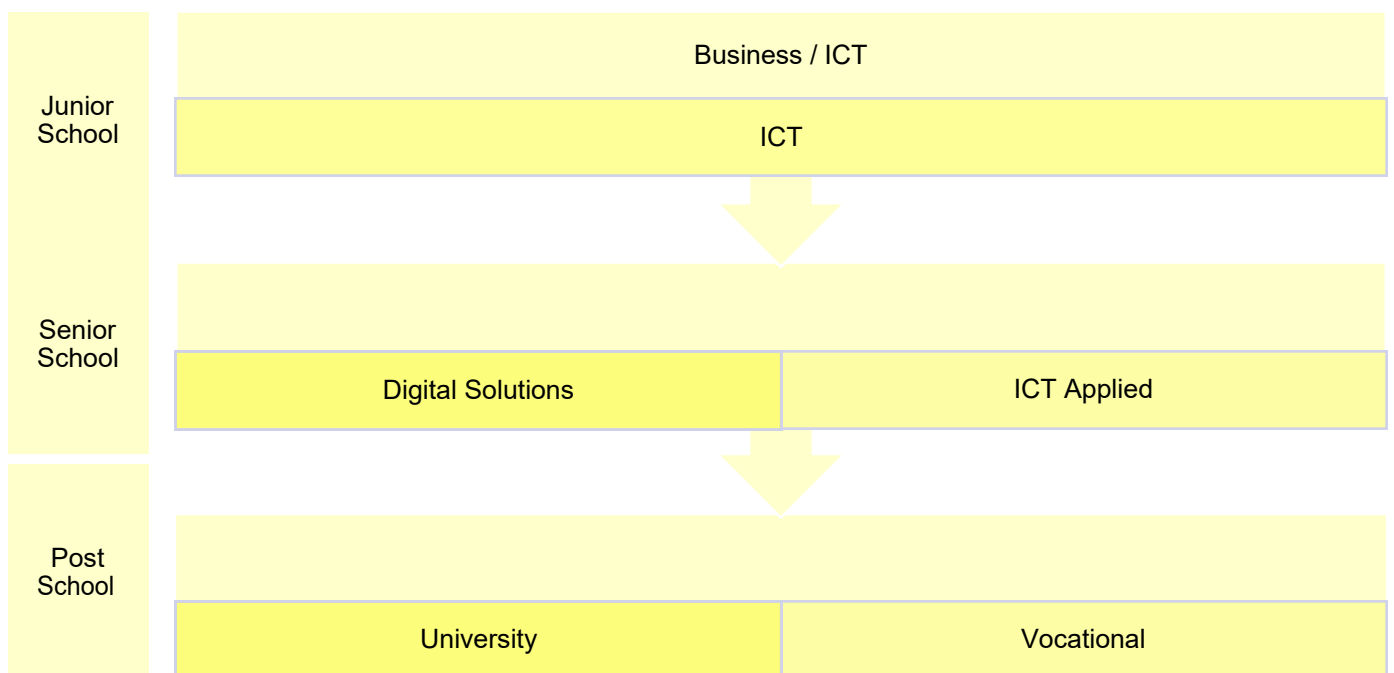 Business / ICT
Junior
School
ICT
Senior
School
Digital Solutions
ICT Applied
Post
School
University
Vocational